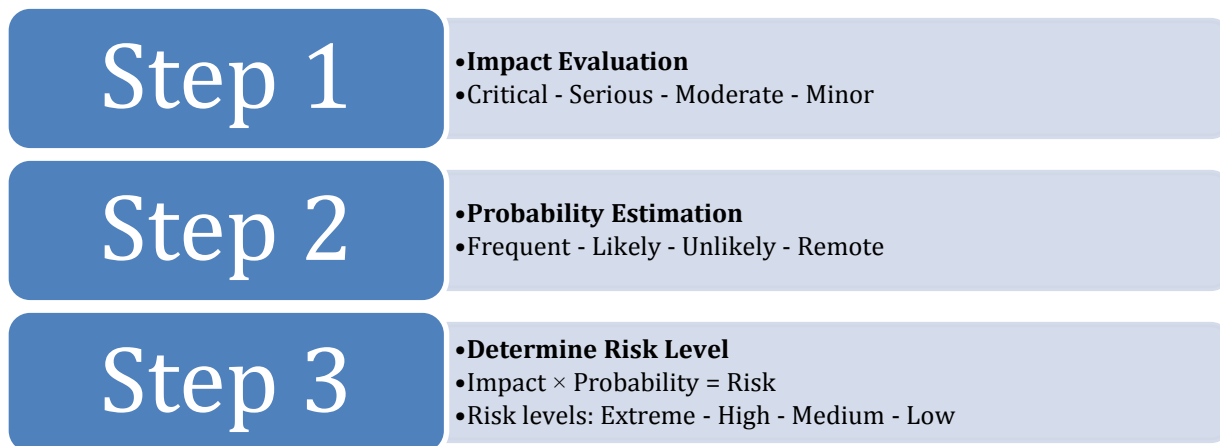 Step 1
•Impact Evaluation
•Critical - Serious - Moderate - Minor
Step 2
•Probability Estimation
•Frequent - Likely - Unlikely - Remote
Step 3
•Determine Risk Level
•Impact × Probability = Risk
•Risk levels: Extreme - High - Medium - Low